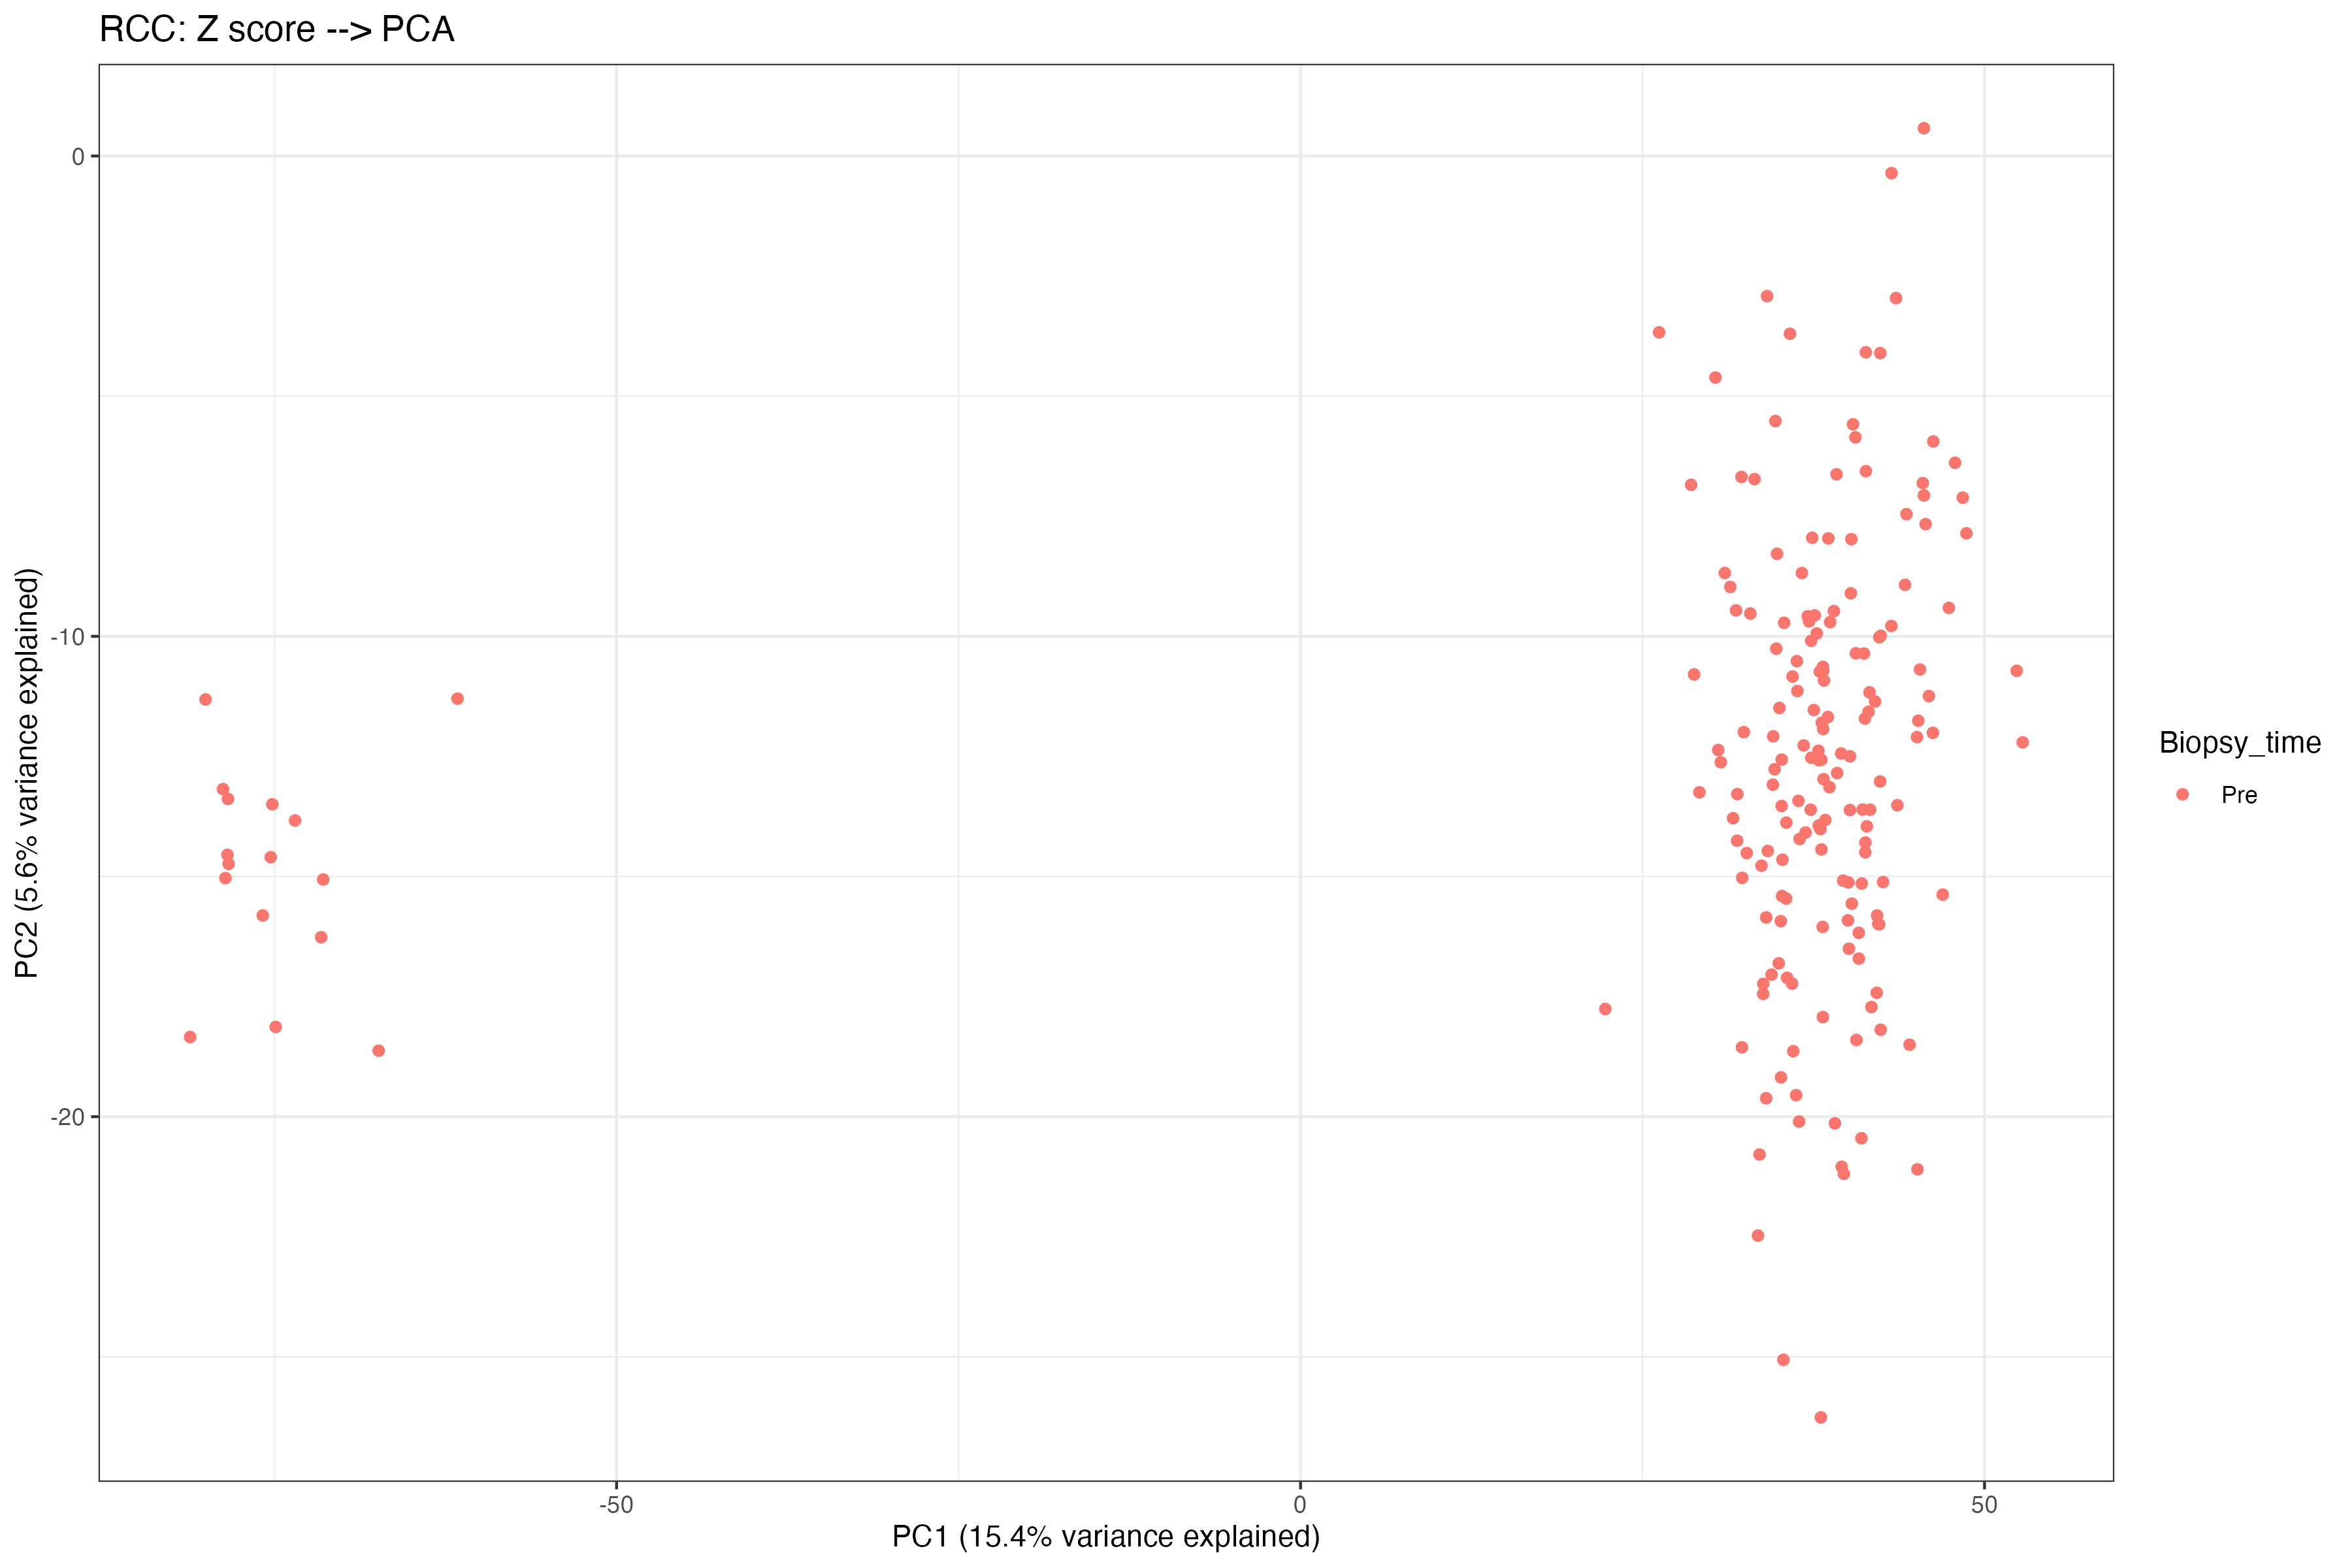 RCC: Z score --> PCA
0
-10
-20
PC2 (5.6% variance explained)
-50
0
50
PC1 (15.4% variance explained)
Biopsy_time
Pre